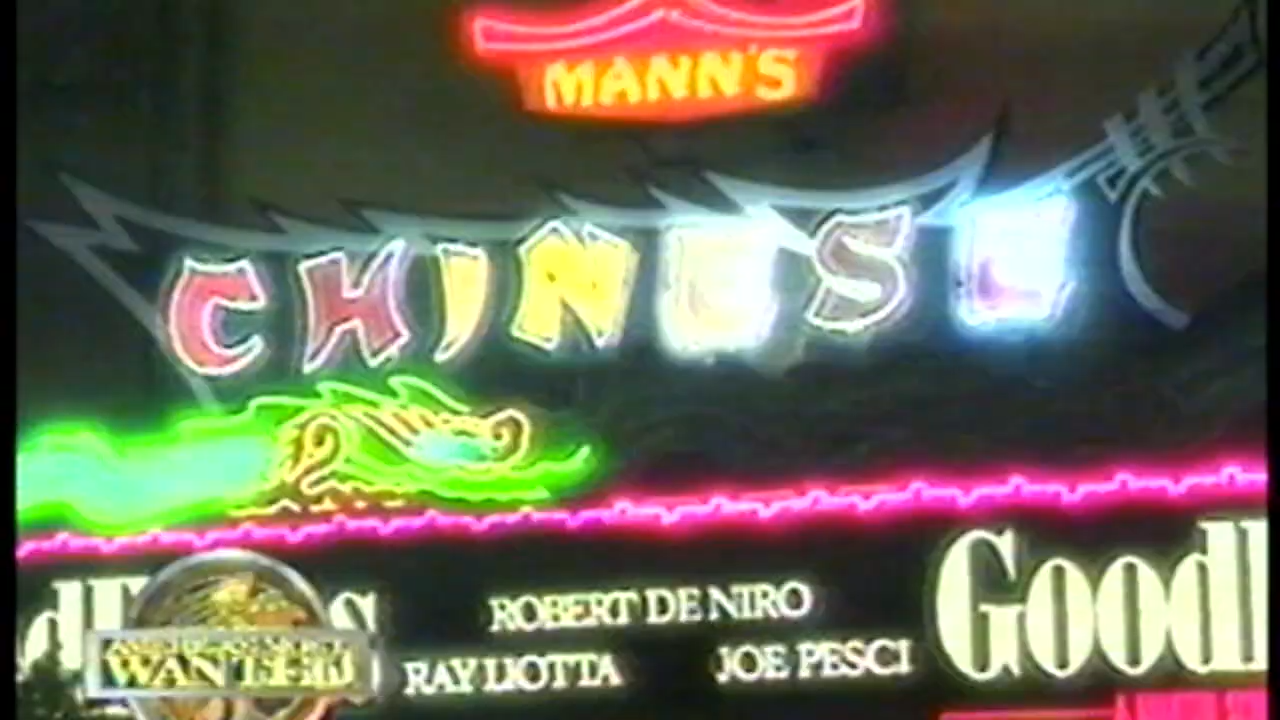 MANN'S
CHINESE
ROBERT DE NIRO
RAY LIOTTA JOE PESCI
Good
WANTED